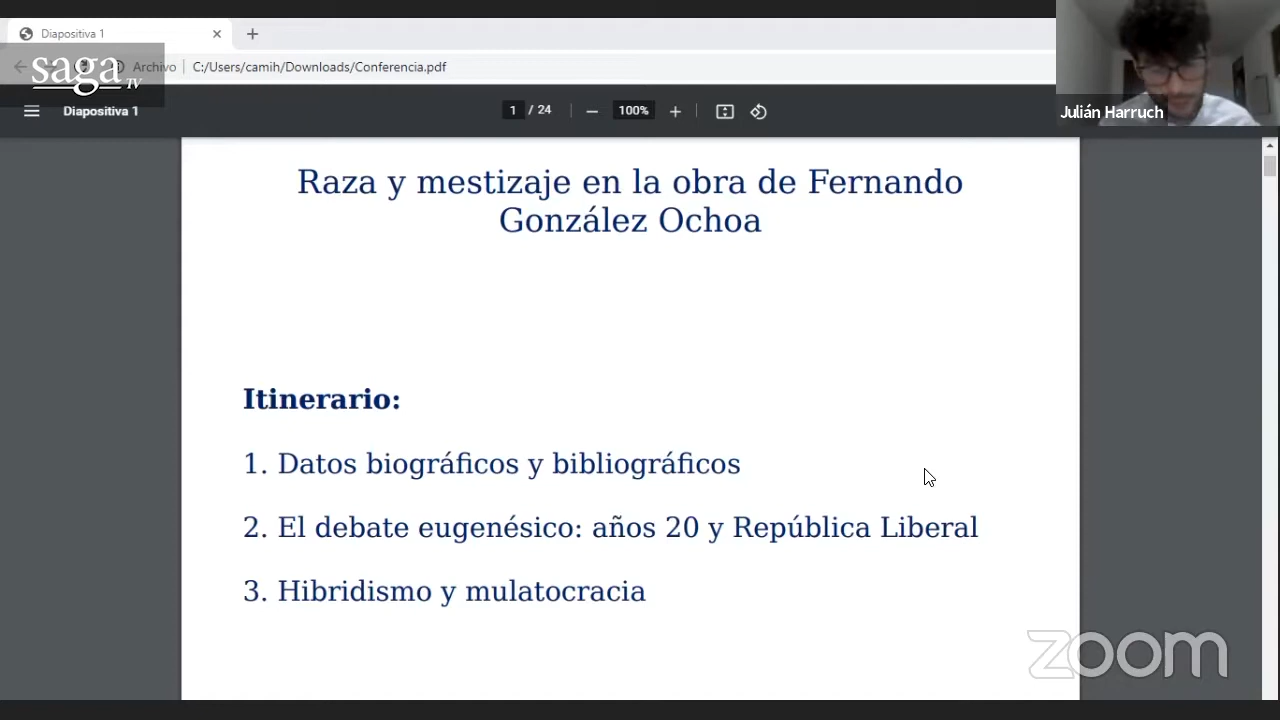 Diapositiva 1
saga TV
Archivo
C:/Users/camih/Downloads/Conferencia.pdf
Diapositiva 1
1 / 24
100%
Julián Harruch
Raza y mestizaje en la obra de Fernando
González Ochoa
Itinerario:
1. Datos biográficos y bibliográficos
2. El debate eugenésico: años 20 y República Liberal
3. Hibridismo y mulatocracia
zoom